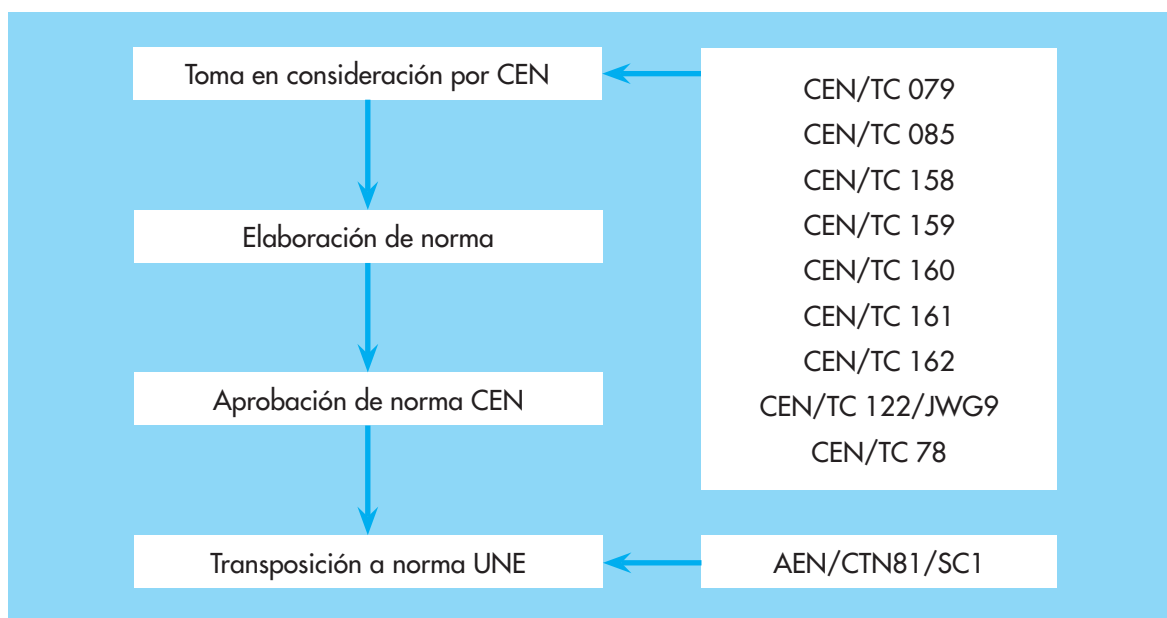 Toma en consideración por CEN
CEN/TC 079
CEN/TC 085
CEN/TC 158
CEN/TC 159
CEN/TC 160
CEN/TC 161
CEN/TC 162
CEN/TC 122/JWG9
CEN/TC 78
Elaboración de norma
Aprobación de norma CEN
Transposición a norma UNE
AEN/CTN81/SC1